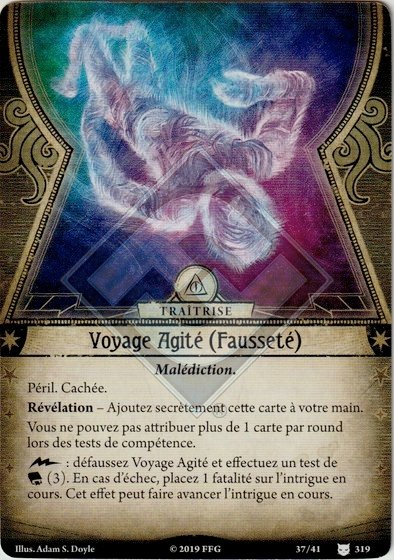 TRAÎTRISE
Voyage Agité (Fausseté)
Malédiction.
Péril. Cachée.
Révélation – Ajoutez secrètement cette carte à votre main.
Vous ne pouvez pas attribuer plus de 1 carte par round
lors des tests de compétence.
: défaussez Voyage Agité et effectuez un test de
(3). En cas d'échec, placez 1 fatalité sur l'intrigue en
cours. Cet effet peut faire avancer l'intrigue en cours.
Illus. Adam S. Doyle © 2019 FFG 37/41 319